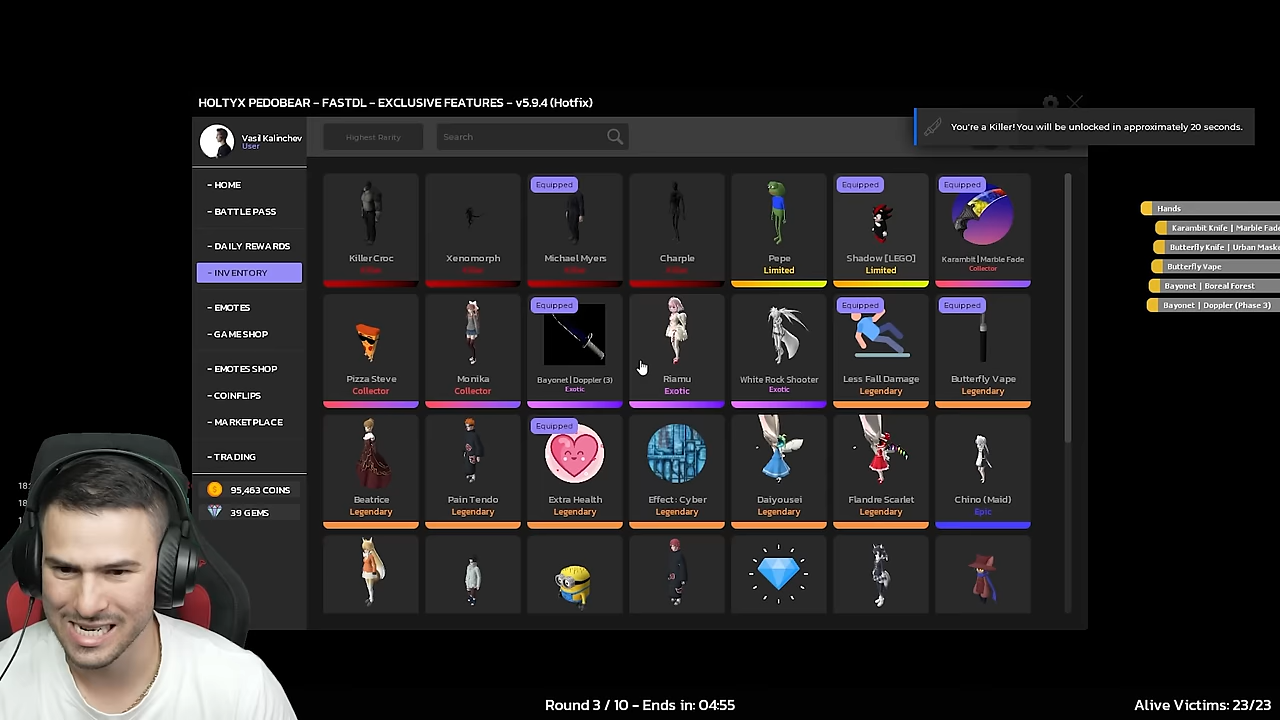 HOLTYX PEDOBEAR - FASTDL - EXCLUSIVE FEATURES - v5.9.4 (Hotfix)
Vasil Kalinchev
User
Highest Rarity
Search
You're a Killer! You will be unlocked in approximately 20 seconds.
- HOME
- BATTLE PASS
- DAILY REWARDS
- INVENTORY
- EMOTES
- GAME SHOP
- EMOTES SHOP
- COINFLIPS
- MARKETPLACE
- TRADING
95,463 COINS
39 GEMS
Equipped
Equipped
Equipped
Killer Croc
Xenomorph
Michael Myers
Charple
Pepe
Shadow [LEGO]
Karambit | Marble Fade
Killer
Killer
Killer
Killer
Limited
Limited
Collector
Equipped
Equipped
Equipped
Pizza Steve
Monika
Bayonet | Doppler (3)
Riamu
White Rock Shooter
Less Fall Damage
Butterfly Vape
Collector
Collector
Exotic
Exotic
Exotic
Legendary
Legendary
Equipped
Beatrice
Pain Tendo
Extra Health
Effect : Cyber
Daiyousei
Flandre Scarlet
Chino (Maid)
Legendary
Legendary
Legendary
Legendary
Legendary
Legendary
Epic
Hands
Karambit Knife | Marble Fade
Butterfly Knife | Urban Maske
Butterfly Vape
Bayonet | Boreal Forest
Bayonet | Doppler (Phase 3)
Round 3 / 10 - Ends in: 04:55
Alive Victims: 23/23